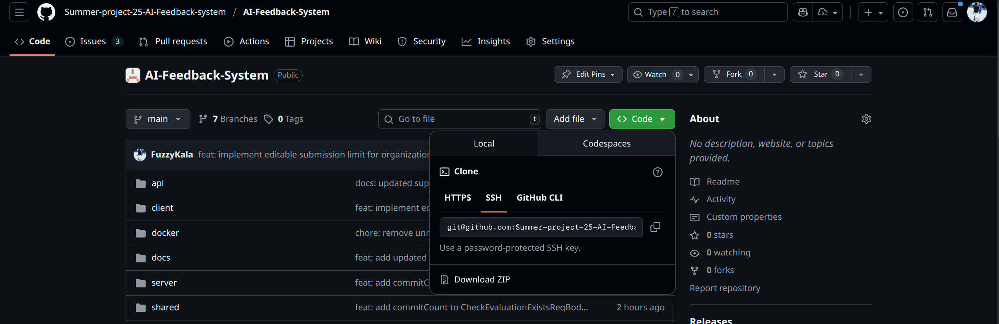 Summer-project-25-AI-Feedback-system / AI-Feedback-System
Type / to search
Code Issues 3 Pull requests Actions Projects Wiki Security Insights Settings
AI-Feedback-System Public
Edit Pins Watch 0 Fork 0 Star 0
main 7 Branches 0 Tags
Go to file t
Add file
Code
Local Codespaces
Clone
HTTPS SSH GitHub CLI
git@github.com:Summer-project-25-AI-Feedba
Use a password-protected SSH key.
Download ZIP
FuzzyKala feat: implement editable submission limit for organization
api docs: updated sup
client feat: implement ed
docker chore: remove unn
docs feat: add updated
server feat: add commitC
shared feat: add commitCount to CheckEvaluationExistsReqBod... 2 hours ago
About
No description, website, or topics
provided.
Readme
Activity
Custom properties
0 stars
0 watching
0 forks
Report repository
Releases